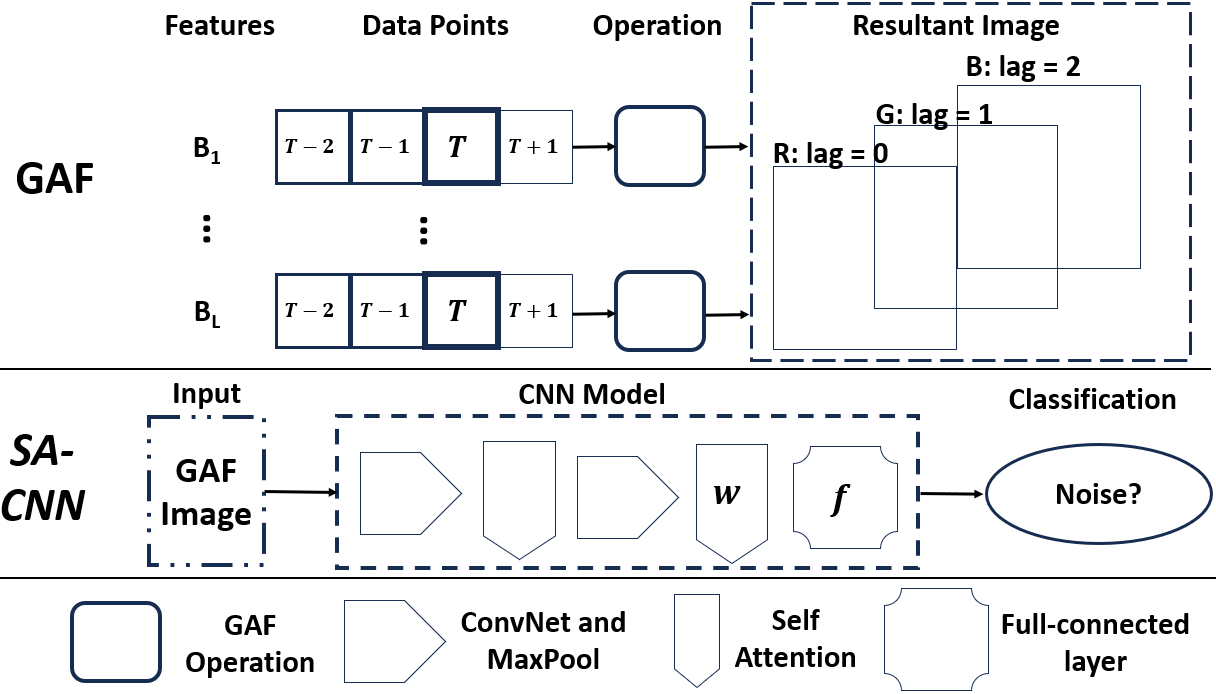 Features Data Points Operation Resultant Image
B: lag = 2
G: lag = 1
R: lag = 0
GAF
B1 T − 2 T − 1 T T + 1
⋮ ⋮
BL T − 2 T − 1 T T + 1
Input CNN Model Classification
SA-
CNN
GAF
Image
w f Noise?
GAF
Operation
ConvNet and
MaxPool
Self
Attention
Full-connected
layer